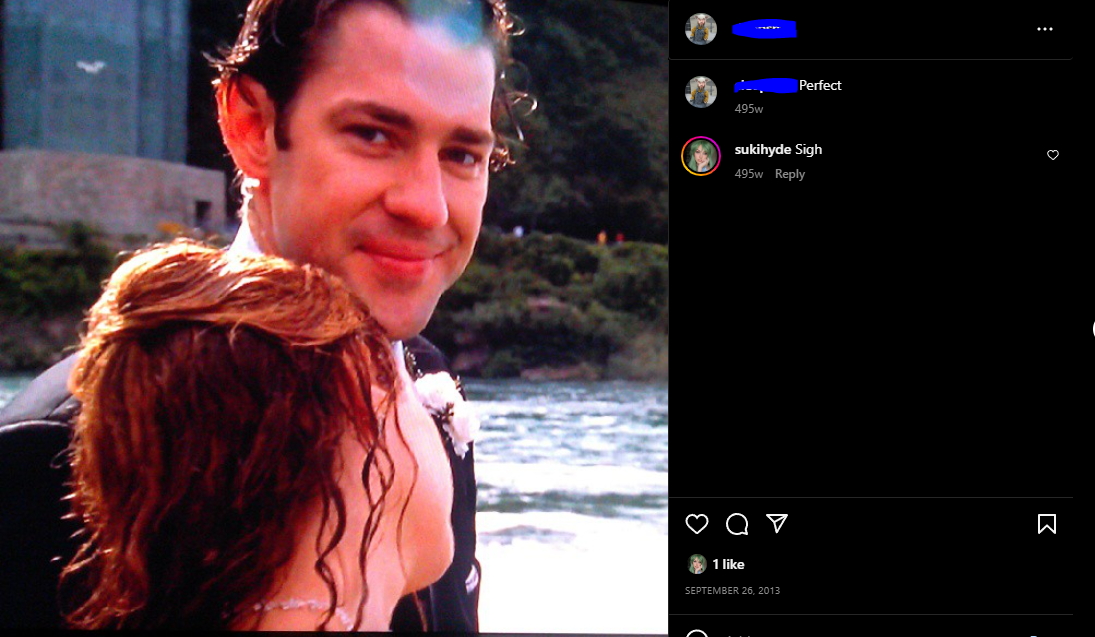 Perfect
495w
sukihyde Sigh
495w Reply
1 like
SEPTEMBER 26, 2013